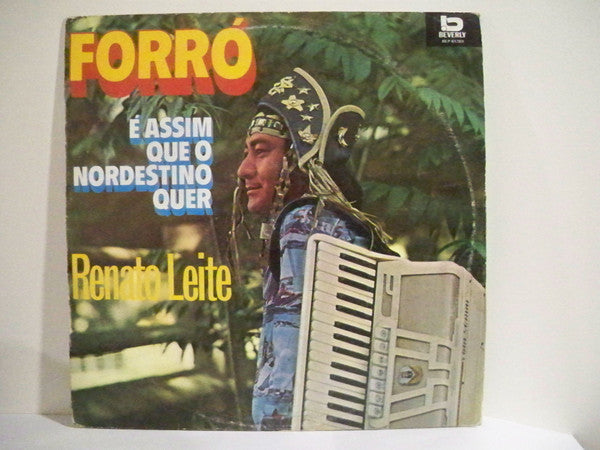 FORRÓ
É ASSIM
QUE O
NORDESTINO
QUER
Renato Leite
b
BEVERLY